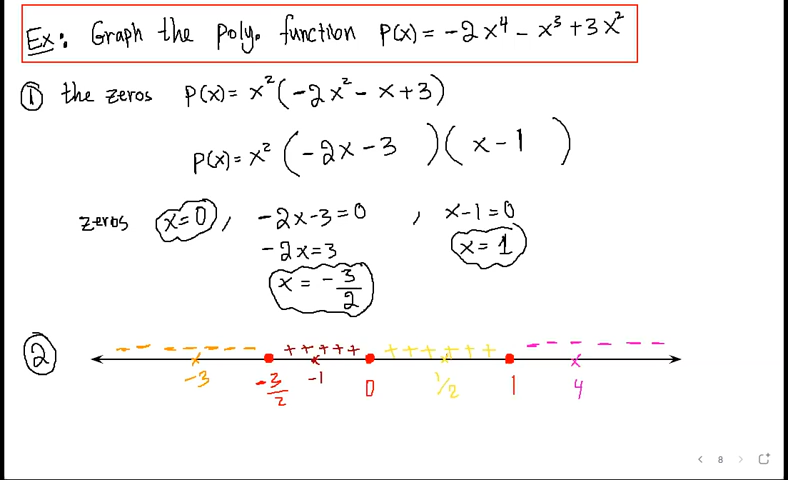 Ex: Graph the poly. function P(x) = -2x⁴ - x³ + 3x²
① the zeros P(x) = x²(-2x² - x + 3)
P(x) = x² (-2x - 3 )( x - 1 )
zeros x=0 , -2x-3=0 , x-1=0
-2x=3 x = 1
x = -3/2
②
- - - - - - - - + + + + + + + + + + + - - - - - -
-3 -3/2 -1 0 1/2 1 4
< 8 >